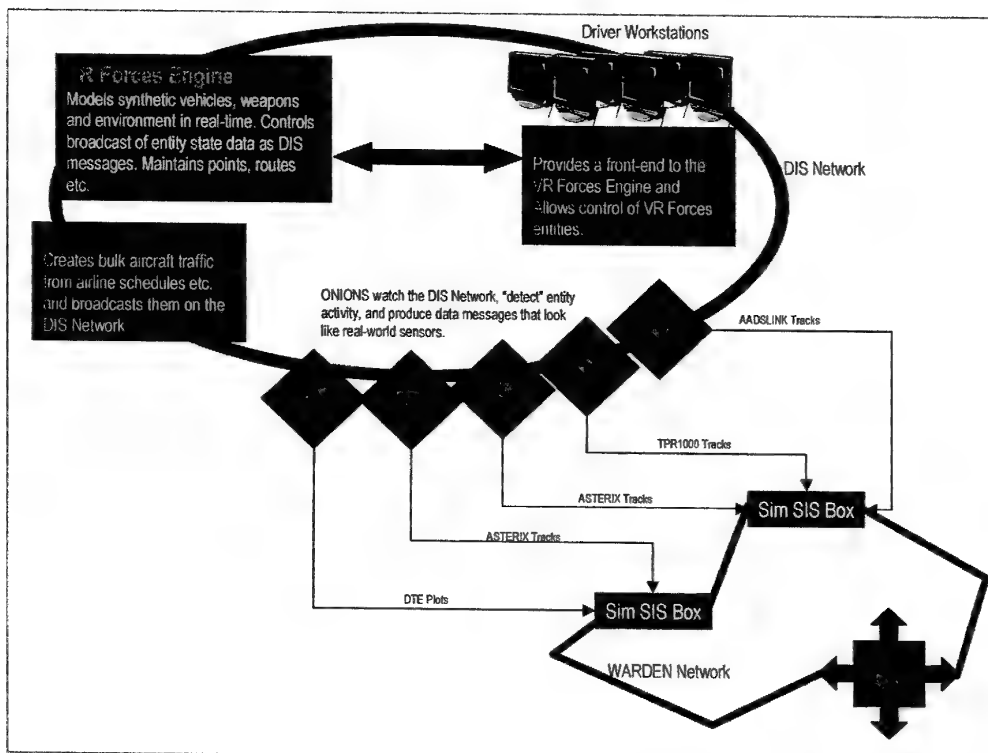 Driver Workstations
R Forces Engine
Models synthetic vehicles, weapons
and environment in real-time. Controls
broadcast of entity state data as DIS
messages. Maintains points, routes
etc.
Provides a front-end to the
VR Forces Engine and
Allows control of VR Forces
entities.
DIS Network
Creates bulk aircraft traffic
from airline schedules etc.
and broadcasts them on the
DIS Network
ONIONS watch the DIS Network, "detect" entity
activity, and produce data messages that look
like real-world sensors.
AADSLINK Tracks
TPR1000 Tracks
ASTERIX Tracks
Sim SIS Box
ASTERIX Tracks
DTE Plots
Sim SIS Box
WARDEN Network